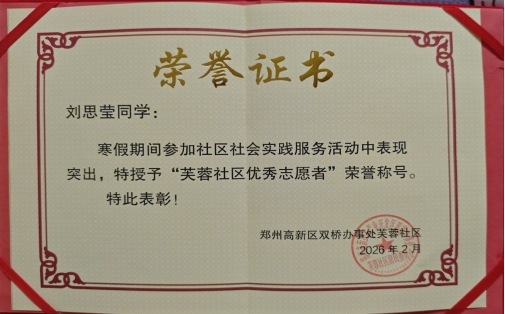 荣誉证书
刘思莹同学：
寒假期间参加社区社会实践服务活动中表现
突出，特授予“芙蓉社区优秀志愿者”荣誉称号。
特此表彰！
郑州高新区双桥办事处芙蓉社区
2026年2月